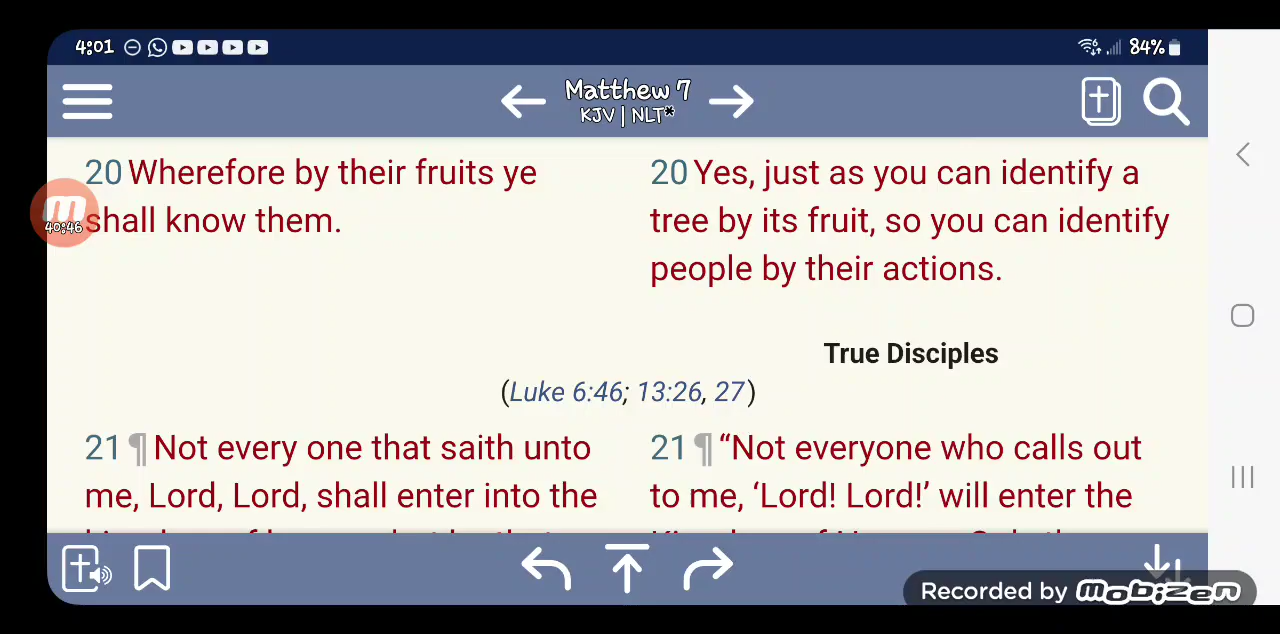 4:01
84%
Matthew 7
KJV | NLT*
40:46
20 Wherefore by their fruits ye
shall know them.
20 Yes, just as you can identify a
tree by its fruit, so you can identify
people by their actions.
True Disciples
(Luke 6:46; 13:26, 27)
21 ¶ Not every one that saith unto
me, Lord, Lord, shall enter into the
21 ¶ “Not everyone who calls out
to me, ‘Lord! Lord!’ will enter the
Recorded by mobizen